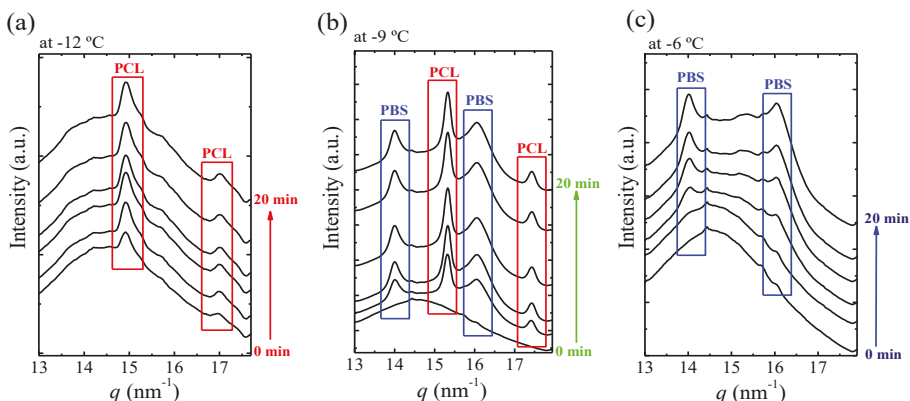 (a)
at -12 ºC
PCL
PCL
20 min
0 min
Intensity (a.u.)
13 14 15 16 17
q (nm-1)
(b)
at -9 ºC
PBS
PCL
PBS
PCL
20 min
0 min
Intensity (a.u.)
13 14 15 16 17
q (nm-1)
(c)
at -6 ºC
PBS
PBS
20 min
0 min
Intensity (a.u.)
13 14 15 16 17
q (nm-1)